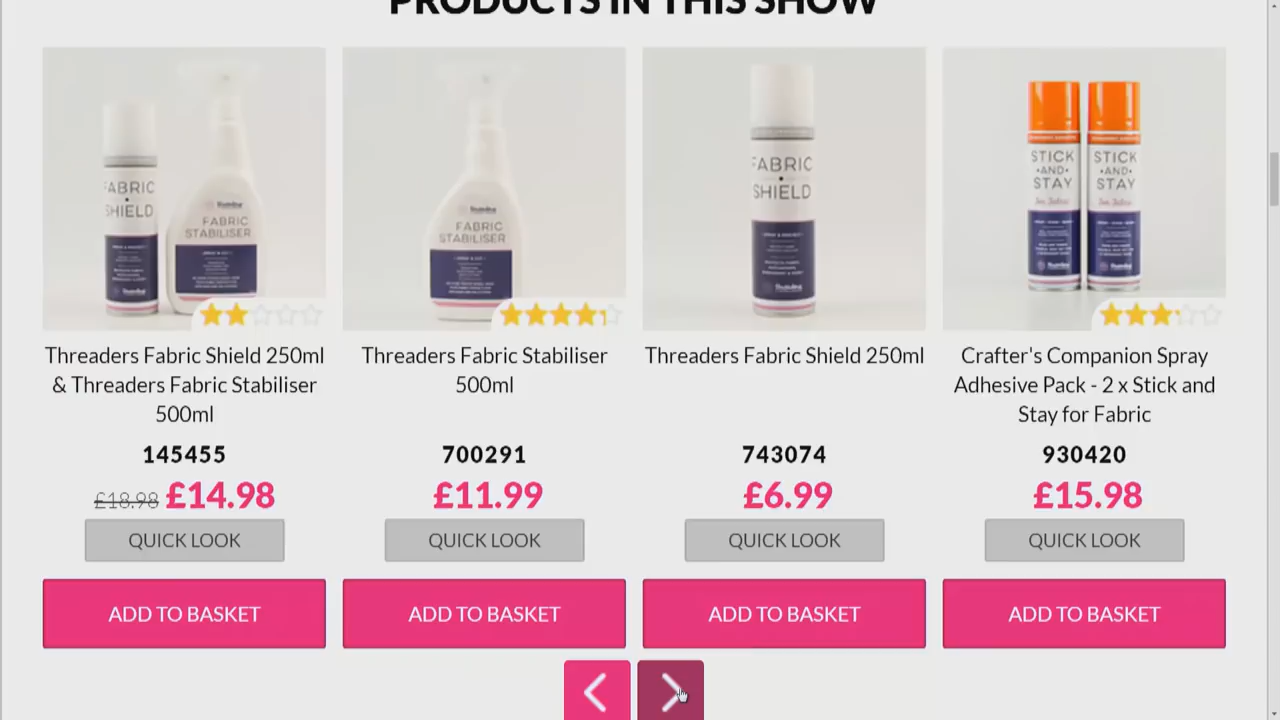 PRODUCTS IN THIS SHOW
FABRIC
SHIELD
FABRIC
STABILISER
FABRIC
STABILISER
FABRIC
SHIELD
STICK
AND
STAY
STICK
AND
STAY
Threaders Fabric Shield 250ml
& Threaders Fabric Stabiliser
500ml
145455
£18.98 £14.98
QUICK LOOK
ADD TO BASKET
Threaders Fabric Stabiliser
500ml
700291
£11.99
QUICK LOOK
ADD TO BASKET
Threaders Fabric Shield 250ml
743074
£6.99
QUICK LOOK
ADD TO BASKET
Crafter's Companion Spray
Adhesive Pack - 2 x Stick and
Stay for Fabric
930420
£15.98
QUICK LOOK
ADD TO BASKET